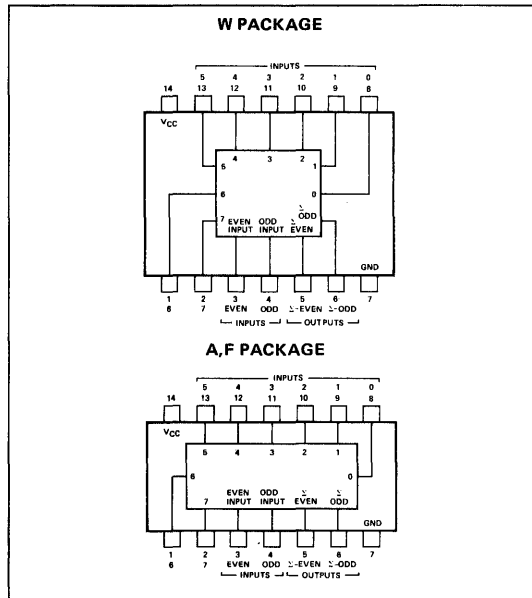 W PACKAGE
INPUTS
5 4 3 2 1 0
14 13 12 11 10 9 8
VCC
4 3 2
5 1
6 0
7 EVEN INPUT ODD INPUT Σ EVEN Σ ODD
GND
1 2 3 4 5 6 7
6 7 EVEN ODD Σ-EVEN Σ-ODD
INPUTS OUTPUTS
A,F PACKAGE
INPUTS
5 4 3 2 1 0
14 13 12 11 10 9 8
VCC
5 4 3 2 1
6 0
EVEN ODD Σ Σ
7 INPUT INPUT EVEN ODD
GND
1 2 3 4 5 6 7
6 7 EVEN ODD Σ-EVEN Σ-ODD
INPUTS OUTPUTS